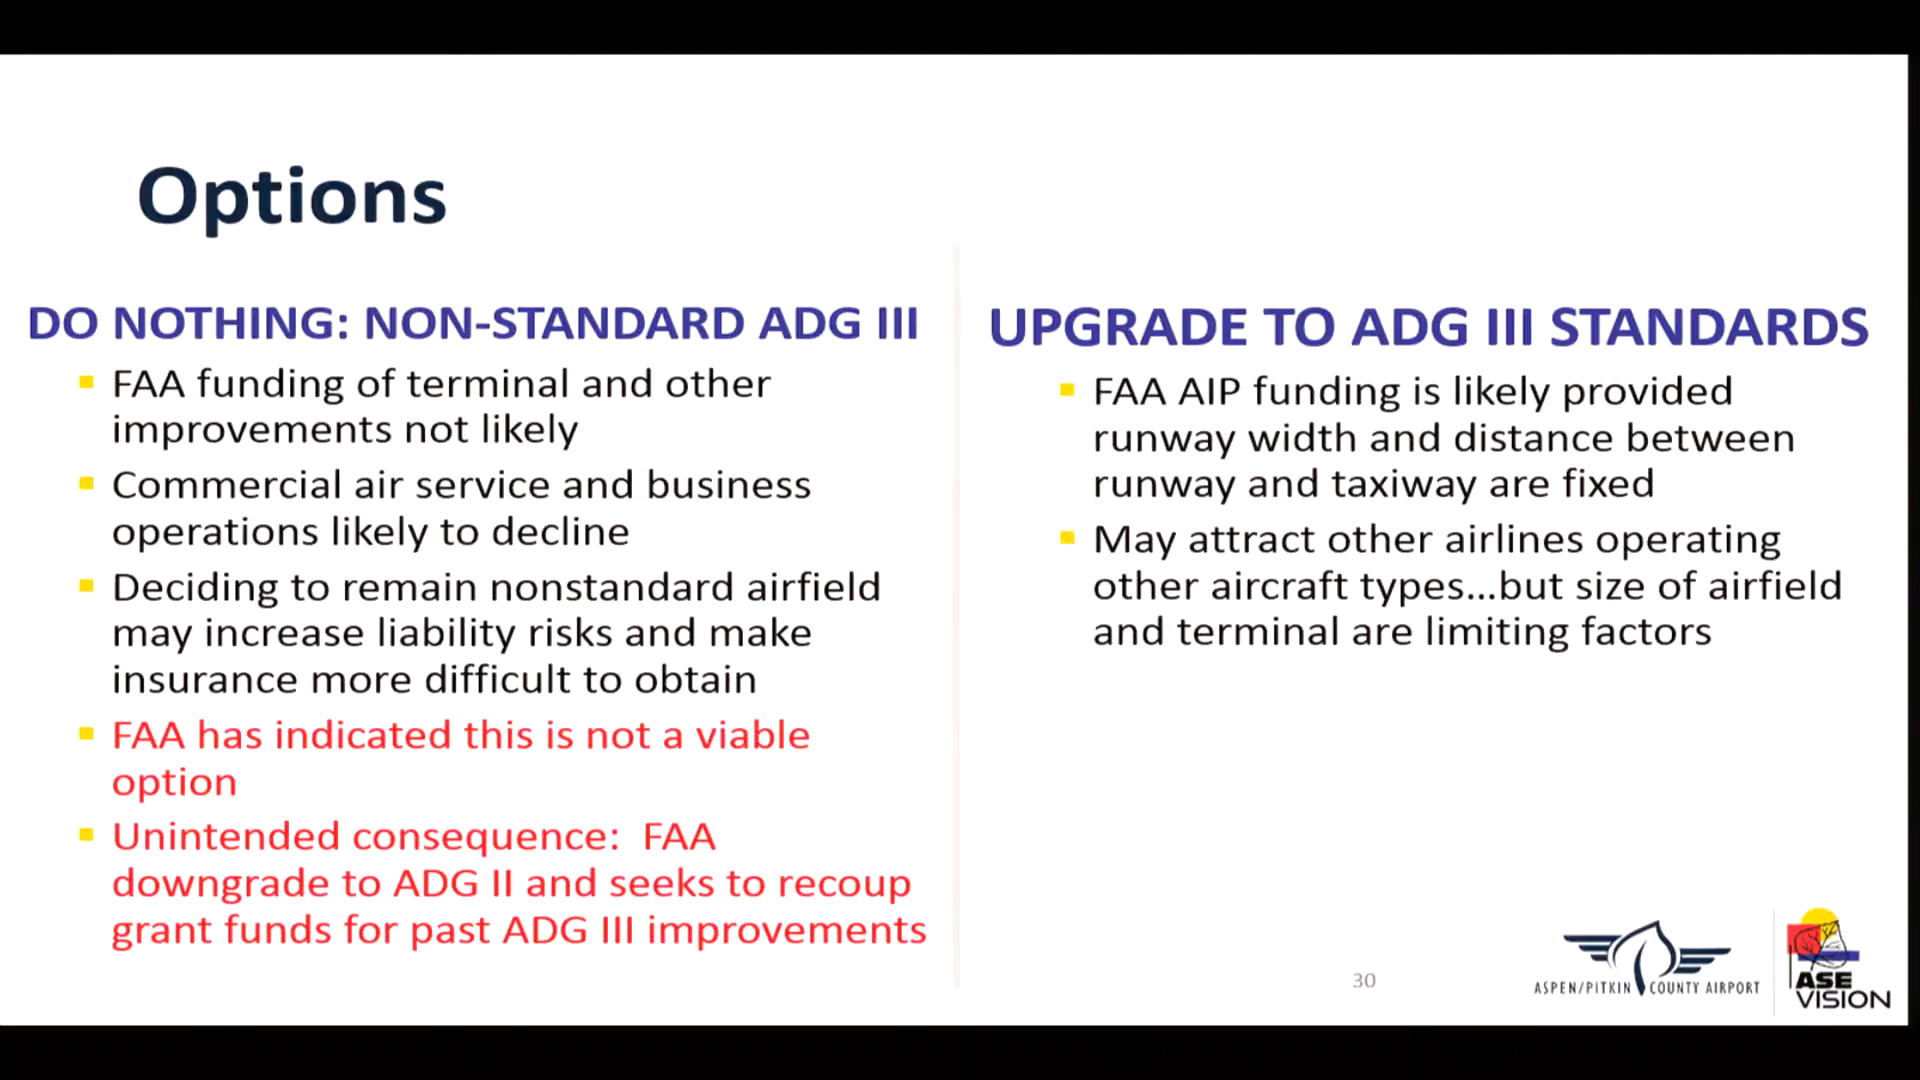 Options
DO NOTHING: NON-STANDARD ADG III
FAA funding of terminal and other
improvements not likely
Commercial air service and business
operations likely to decline
Deciding to remain nonstandard airfield
may increase liability risks and make
insurance more difficult to obtain
FAA has indicated this is not a viable
option
Unintended consequence:  FAA
downgrade to ADG II and seeks to recoup
grant funds for past ADG III improvements
UPGRADE TO ADG III STANDARDS
FAA AIP funding is likely provided
runway width and distance between
runway and taxiway are fixed
May attract other airlines operating
other aircraft types...but size of airfield
and terminal are limiting factors
30
ASPEN/PITKIN COUNTY AIRPORT
ASE
VISION